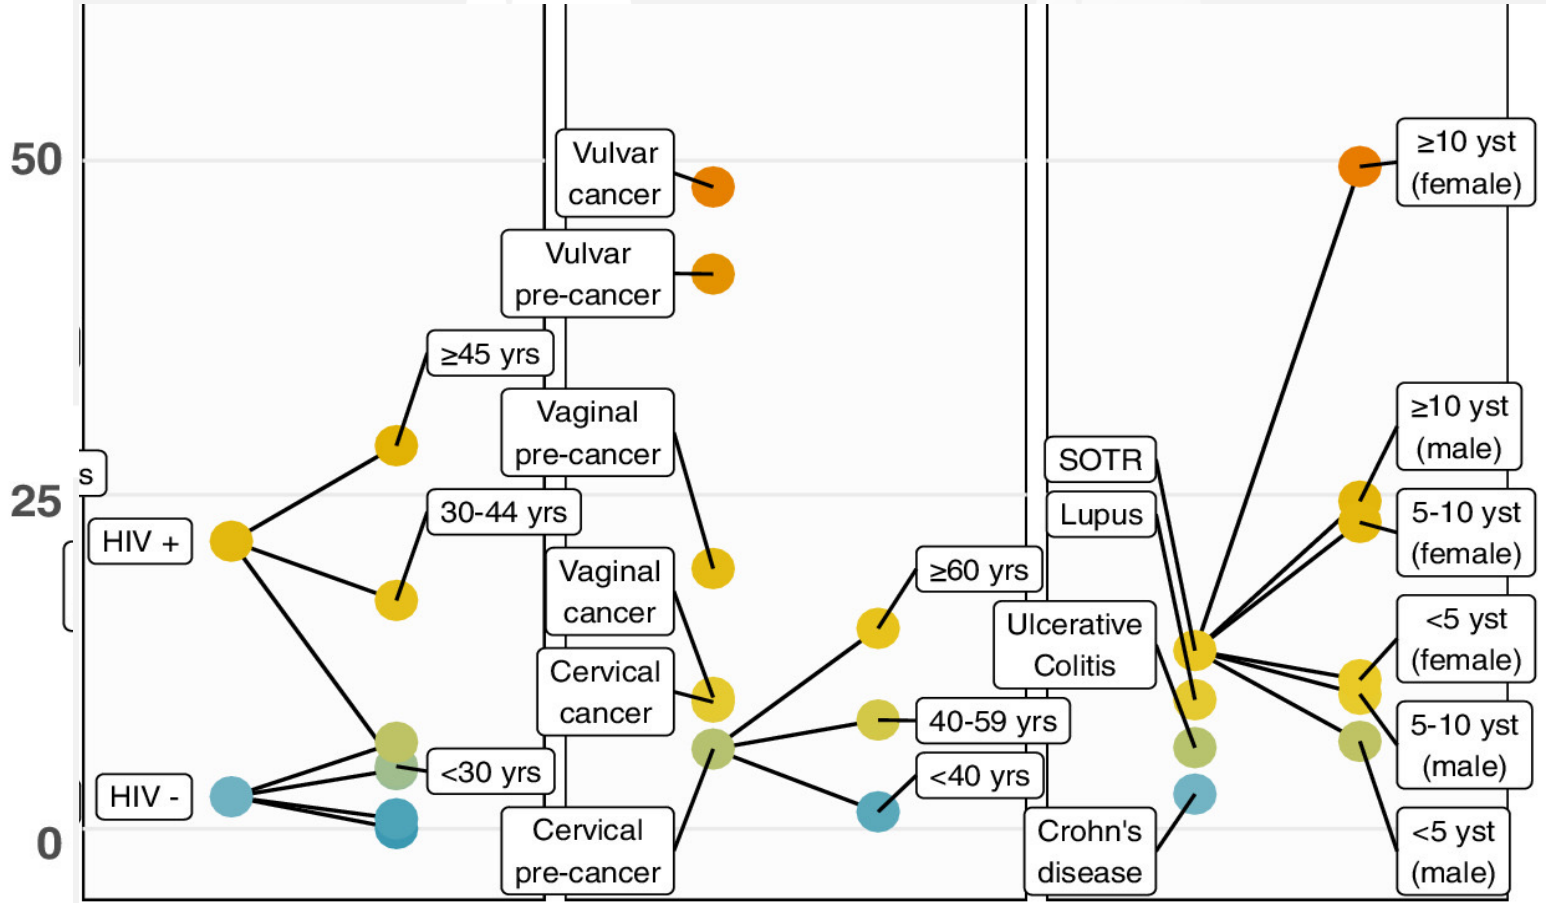 50
25
0
s
HIV +
HIV -
≥45 yrs
30-44 yrs
<30 yrs
Vulvar
cancer
Vulvar
pre-cancer
Vaginal
pre-cancer
Vaginal
cancer
Cervical
cancer
Cervical
pre-cancer
≥60 yrs
40-59 yrs
<40 yrs
SOTR
Lupus
Ulcerative
Colitis
Crohn's
disease
≥10 yst
(female)
≥10 yst
(male)
5-10 yst
(female)
<5 yst
(female)
5-10 yst
(male)
<5 yst
(male)